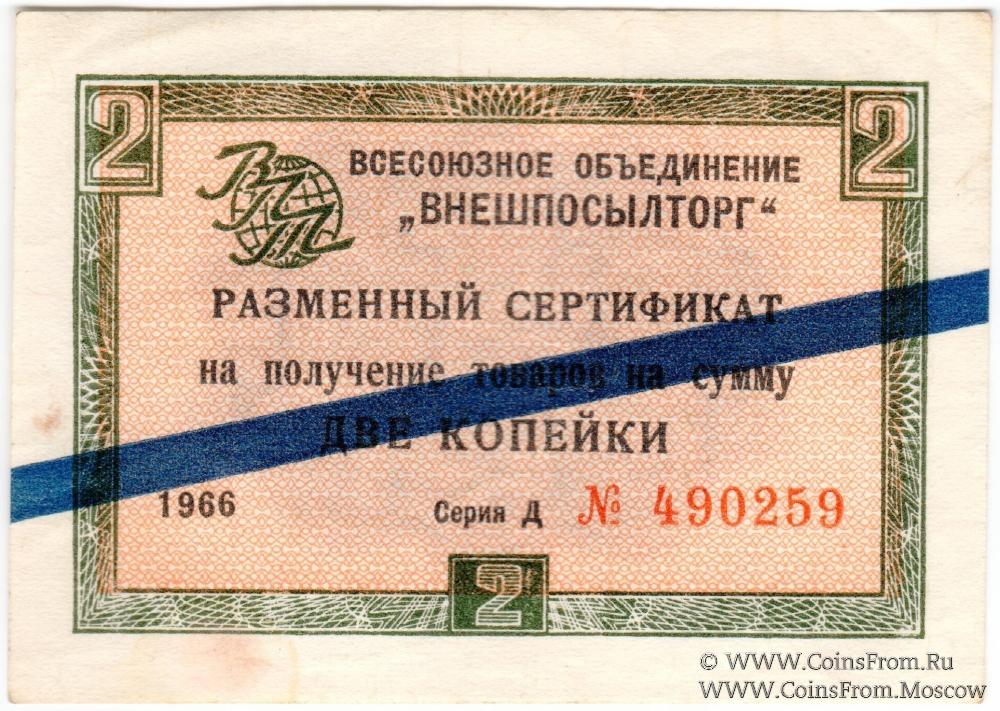 2 2
ВПТ
ВСЕСОЮЗНОЕ ОБЪЕДИНЕНИЕ
„ВНЕШПОСЫЛТОРГ“
РАЗМЕННЫЙ СЕРТИФИКАТ
на получение товаров на сумму
ДВЕ КОПЕЙКИ
1966 Серия Д № 490259
2
© WWW.CoinsFrom.Ru
WWW.CoinsFrom.Moscow